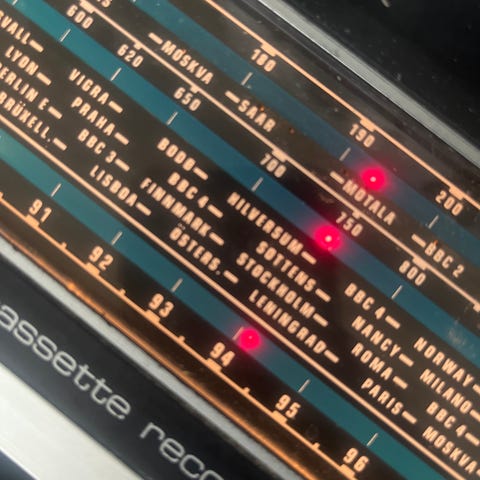 180 190 200
MOSKVA SAAR MOTALA BBC 2
600 620 650 700 750 800
VALL VIGRA HILVERSUM BBC 4 NORWAY
LYON PRAHA BBC 4 SOTTENS NANCY MILANO
BERLIN E. BBC 3 FINNMARK STOCKHOLM ROMA BBC 4
BRÜXELL. LISBOA ÖSTERS. LENINGRAD PARIS MOSKVA
91 92 93 94 95 96
assette reco